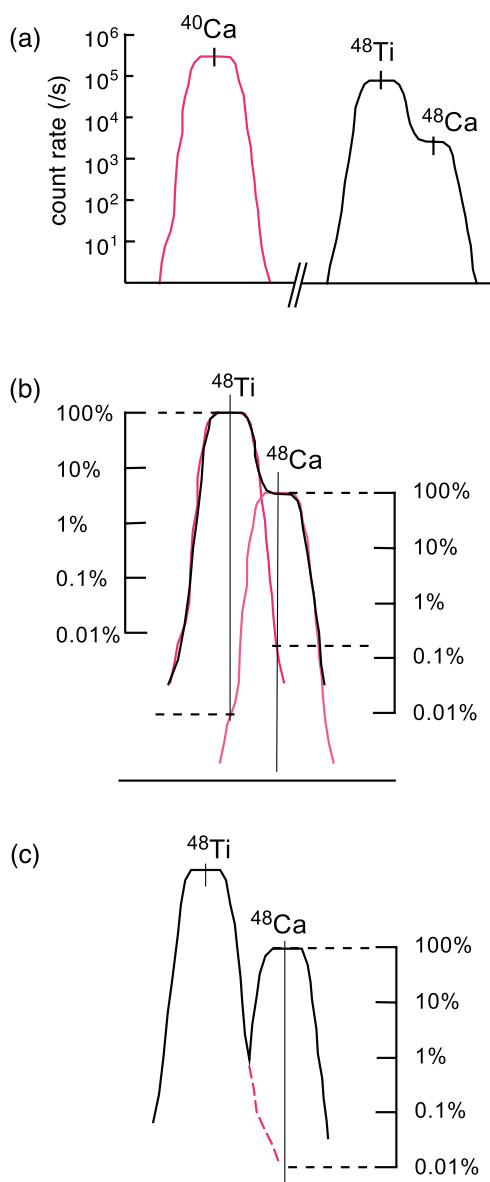 (a)
⁴⁰Ca
⁴⁸Ti
⁴⁸Ca
count rate (/s)
10⁶
10⁵
10⁴
10³
10²
10¹
(b)
⁴⁸Ti
⁴⁸Ca
100%
10%
1%
0.1%
0.01%
100%
10%
1%
0.1%
0.01%
(c)
⁴⁸Ti
⁴⁸Ca
100%
10%
1%
0.1%
0.01%